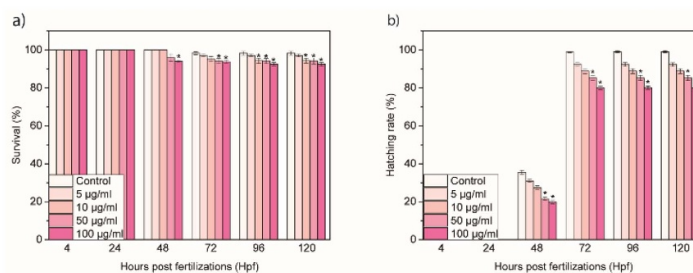 a)
100
80
60
40
20
0
Survival (%)
Control
5 µg/ml
10 µg/ml
50 µg/ml
100 µg/ml
4 24 48 72 96 120
Hours post fertilizations (Hpf)
* * * * * * * * * *
b)
100
80
60
40
20
0
Hatching rate (%)
Control
5 µg/ml
10 µg/ml
50 µg/ml
100 µg/ml
4 24 48 72 96 120
Hours post fertilizations (Hpf)
* * * * * * * * * *